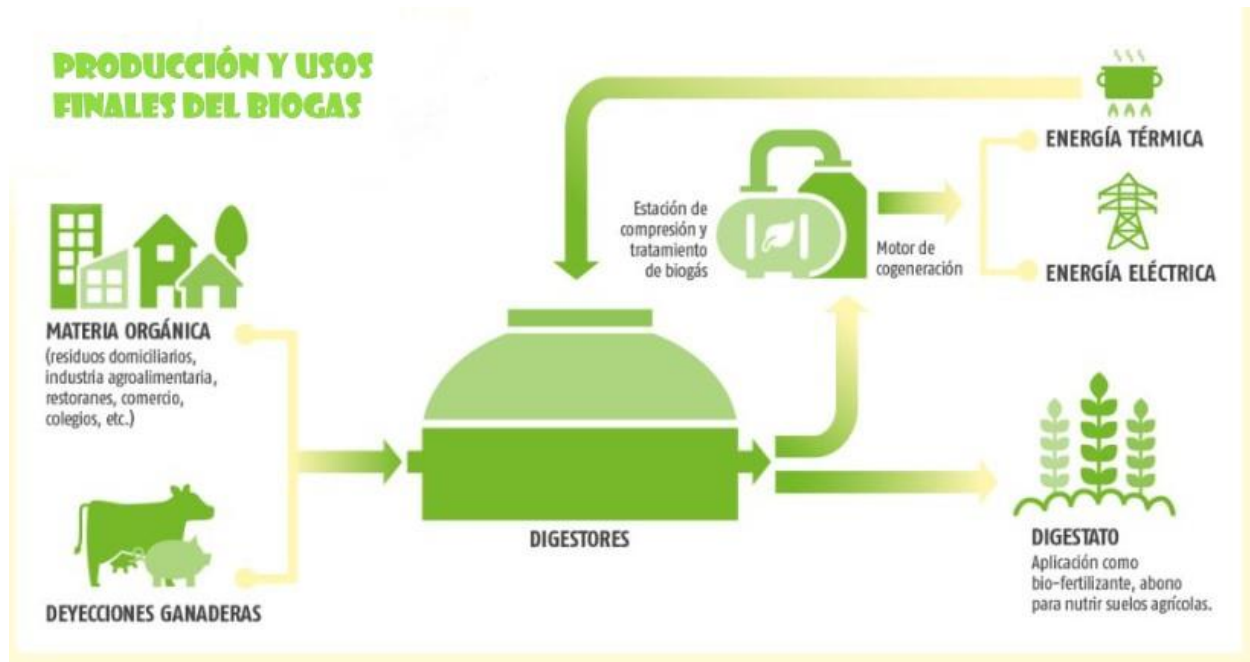 PRODUCCIÓN Y USOS
FINALES DEL BIOGAS
MATERIA ORGÁNICA
(residuos domiciliarios,
industria agroalimentaria,
restoranes, comercio,
colegios, etc.)
DEYECCIONES GANADERAS
DIGESTORES
Estación de
compresión y
tratamiento
de biogás
Motor de
cogeneración
ENERGÍA TÉRMICA
ENERGÍA ELÉCTRICA
DIGESTATO
Aplicación como
bio-fertilizante, abono
para nutrir suelos agrícolas.